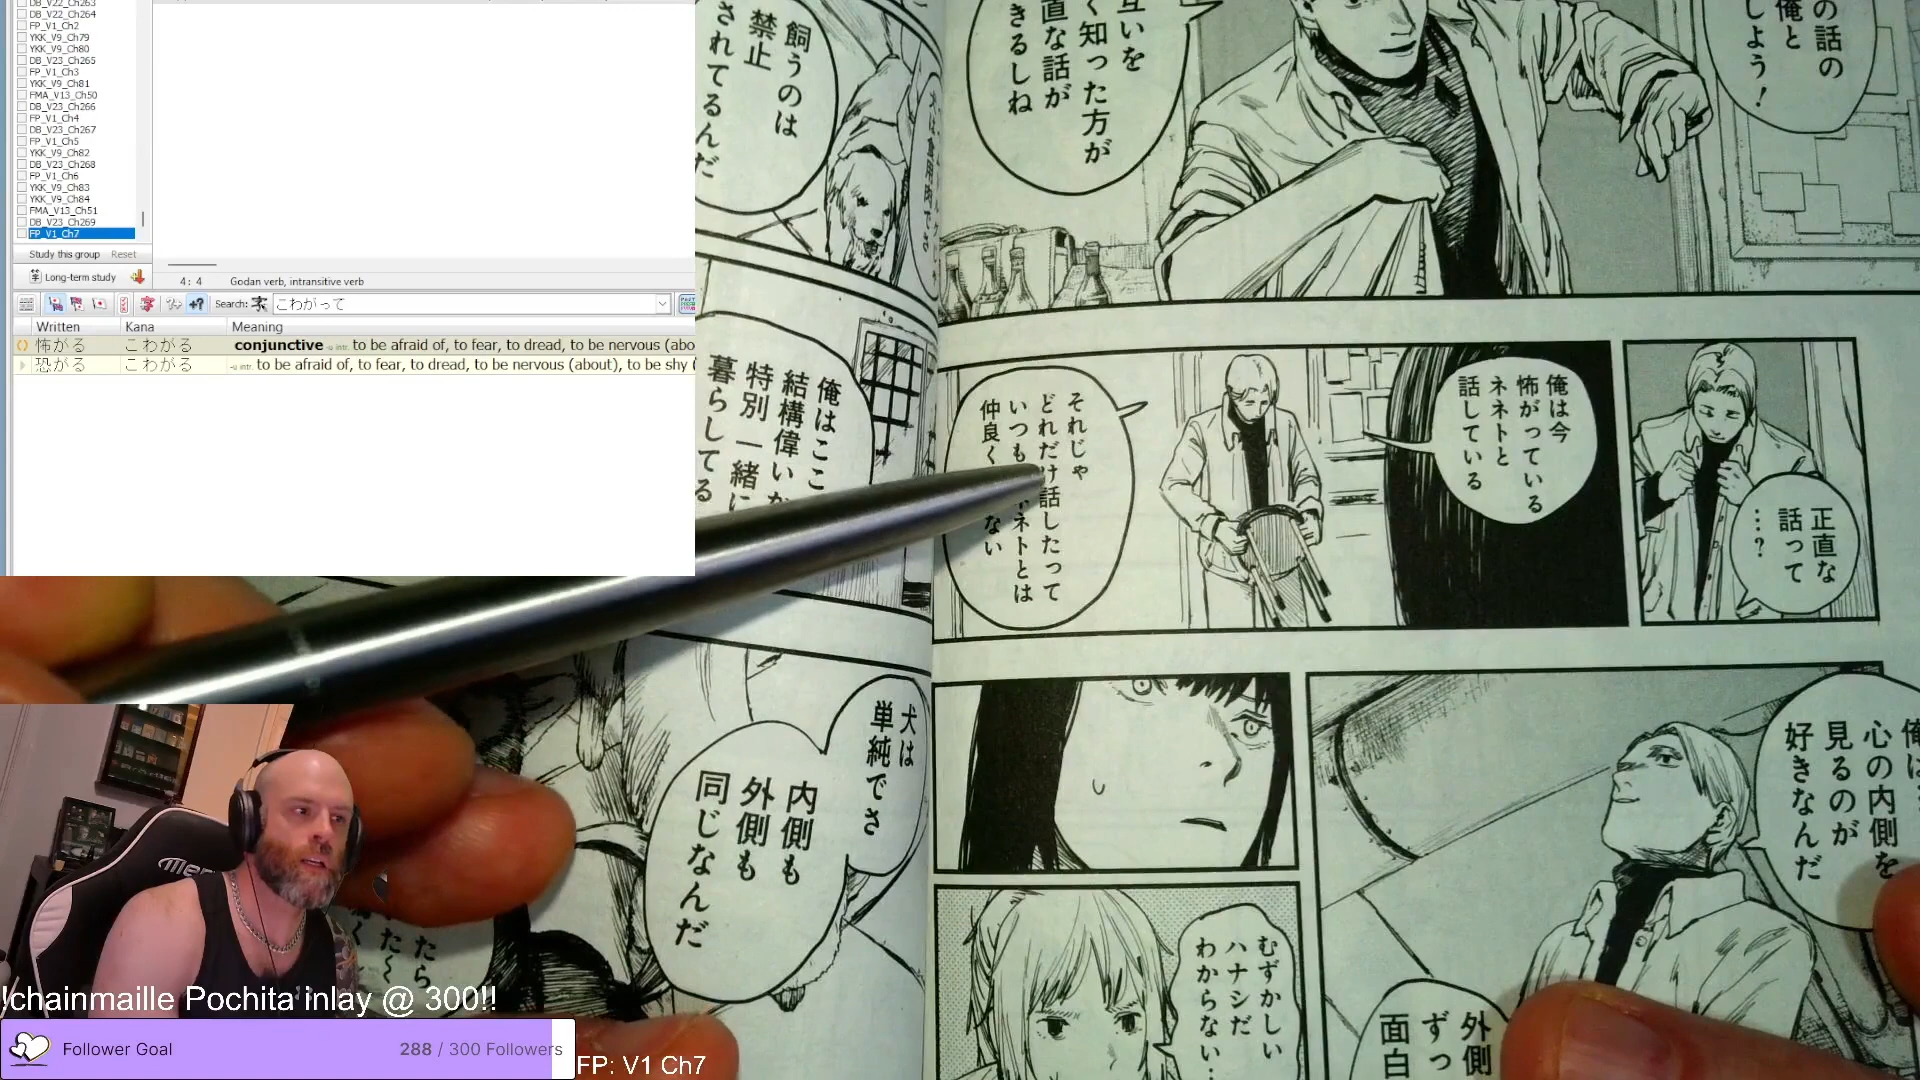 DB_V22_Ch263
DB_V22_Ch264
FP_V1_Ch2
YKK_V9_Ch79
YKK_V9_Ch80
DB_V23_Ch265
FP_V1_Ch3
YKK_V9_Ch81
FMA_V13_Ch50
DB_V23_Ch266
FP_V1_Ch4
DB_V23_Ch267
FP_V1_Ch5
YKK_V9_Ch82
DB_V23_Ch268
FP_V1_Ch6
YKK_V9_Ch83
YKK_V9_Ch84
FMA_V13_Ch51
DB_V23_Ch269
FP_V1_Ch7
Study this group Reset
Long-term study
4: 4 Godan verb, intransitive verb
Search: こわがって
Written Kana Meaning
怖がる こわがる conjunctive -u intr. to be afraid of, to fear, to dread, to be nervous (abo
恐がる こわがる -u intr. to be afraid of, to fear, to dread, to be nervous (about), to be shy (
の話の
俺と
しよう!
互いを
く知った方が
直な話が
きるしね
正直な
話って
…?
俺は今
怖がっている
ネネトと
話している
それじゃ
どれだけ話したって
いつも
ネトとは
仲良く
ない
俺は
心の内側を
見るのが
好きなんだ
外側
ずっ
面白
むずかしい
ハナシだ
わからない…
飼うのは
禁止
されてるんだ
俺はここ
結構偉いか
特別一緒に
暮らしてる
犬は
単純でさ
内側も
外側も
同じなんだ
たら
た〜
く
!chainmaille Pochita inlay @ 300!!
Follower Goal 288 / 300 Followers
FP: V1 Ch7